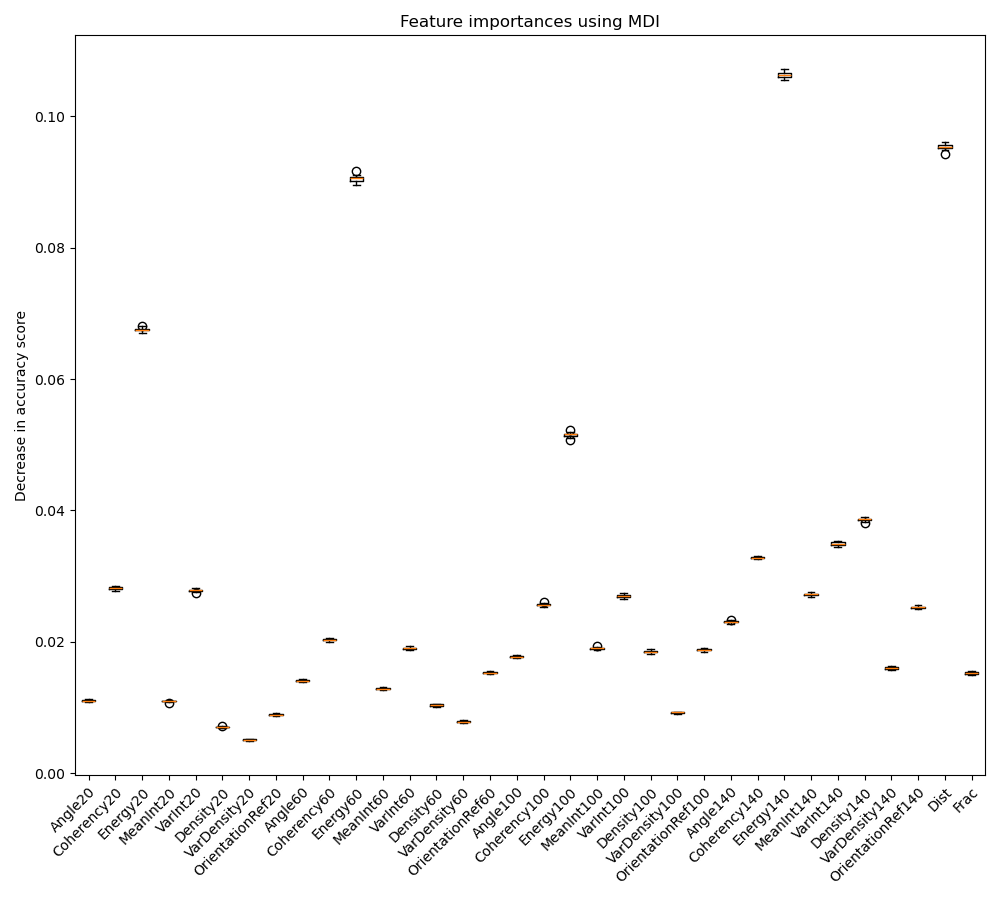 Feature importances using MDI
Decrease in accuracy score
0.10
0.08
0.06
0.04
0.02
0.00
Angle20
Coherency20
Energy20
MeanInt20
VarInt20
Density20
VarDensity20
OrientationRef20
Angle60
Coherency60
Energy60
MeanInt60
VarInt60
Density60
VarDensity60
OrientationRef60
Angle100
Coherency100
Energy100
MeanInt100
VarInt100
Density100
VarDensity100
OrientationRef100
Angle140
Coherency140
Energy140
MeanInt140
VarInt140
Density140
VarDensity140
OrientationRef140
Dist
Frac